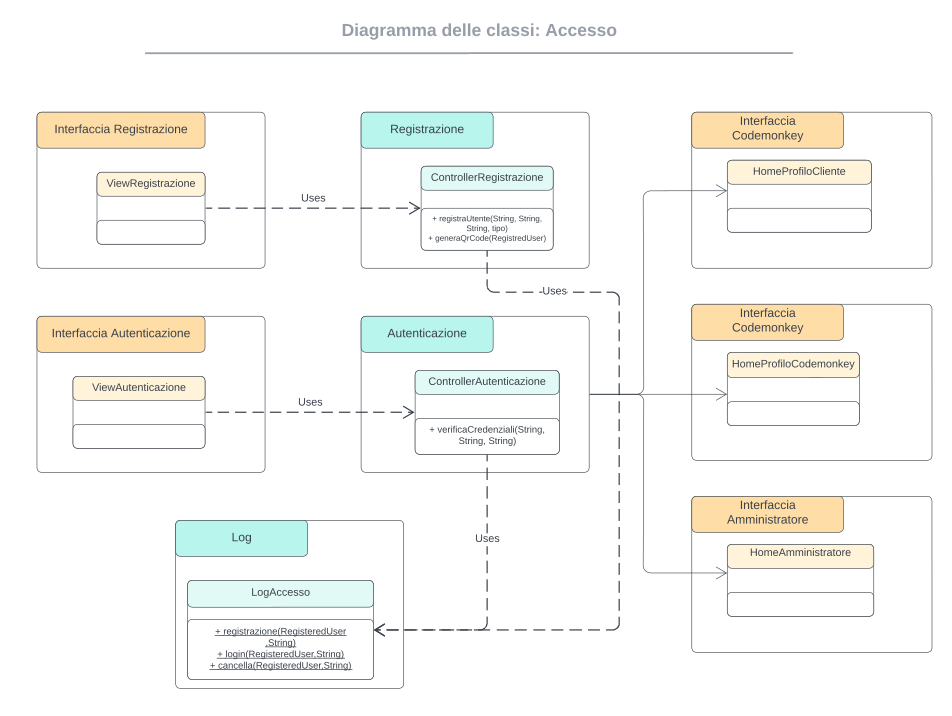 Diagramma delle classi: Accesso
Interfaccia Registrazione
ViewRegistrazione
Uses
Registrazione
ControllerRegistrazione
+ registraUtente(String, String,
String, tipo)
+ generaQrCode(RegistredUser)
Uses
Interfaccia
Codemonkey
HomeProfiloCliente
Interfaccia Autenticazione
ViewAutenticazione
Uses
Autenticazione
ControllerAutenticazione
+ verificaCredenziali(String,
String, String)
Uses
Interfaccia
Codemonkey
HomeProfiloCodemonkey
Log
LogAccesso
+ registrazione(RegisteredUser
,String)
+ login(RegisteredUser,String)
+ cancella(RegisteredUser,String)
Interfaccia
Amministratore
HomeAmministratore